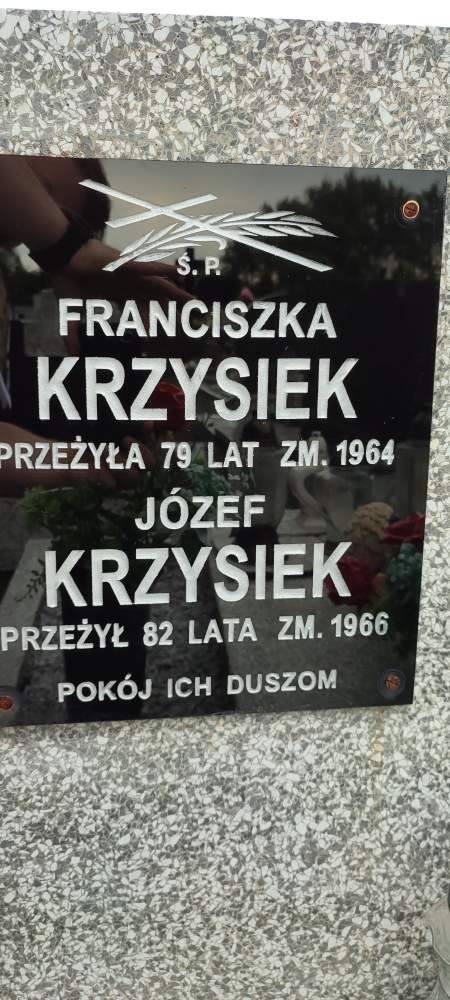 Ś. P.
FRANCISZKA
KRZYSIEK
PRZEŻYŁA 79 LAT ZM. 1964
JÓZEF
KRZYSIEK
PRZEŻYŁ 82 LATA ZM. 1966
POKÓJ ICH DUSZOM